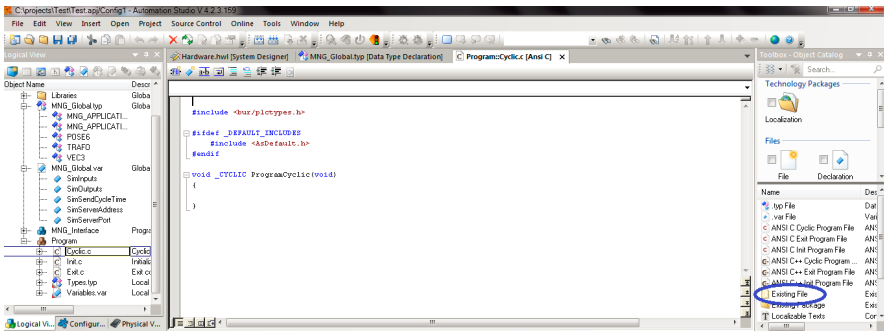 C:\projects\Test\Test.apj/Config1 - Automation Studio V 4.2.3.159
File Edit View Insert Open Project Source Control Online Tools Window Help
Logical View
Hardware.hwl [System Designer] MNG_Global.typ [Data Type Declaration] C Program::Cyclic.c [Ansi C] x
Toolbox - Object Catalog
Search...
Object Name Descr
Libraries Globa
MNG_Global.typ Globa
MNG_APPLICATI...
MNG_APPLICATI...
POSE6
TRAFO
VEC3
MNG_Global.var Globa
SimInputs
SimOutputs
SimSendCycleTime
SimServerAddress
SimServerPort
MNG_Interface Progra
Program
Cyclic.c Cyclic
Init.c Initializ
Exit.c Exit co
Types.typ Local
Variables.var Local
Logical Vi... Configur... Physical V...
#include <bur/plctypes.h>
#ifdef _DEFAULT_INCLUDES
#include <AsDefault.h>
#endif
void _CYCLIC ProgramCyclic(void)
{
}
Technology Packages
Localization
Files
File Declaration
Name Des
.typ File Dat
.var File Vari
ANSI C Cyclic Program File ANS
ANSI C Exit Program File ANS
ANSI C Init Program File ANS
ANSI C++ Cyclic Program ... ANS
ANSI C++ Exit Program File ANS
ANSI C++ Init Program File ANS
Existing File Exis
Existing Package Exis
Localizable Texts Cor